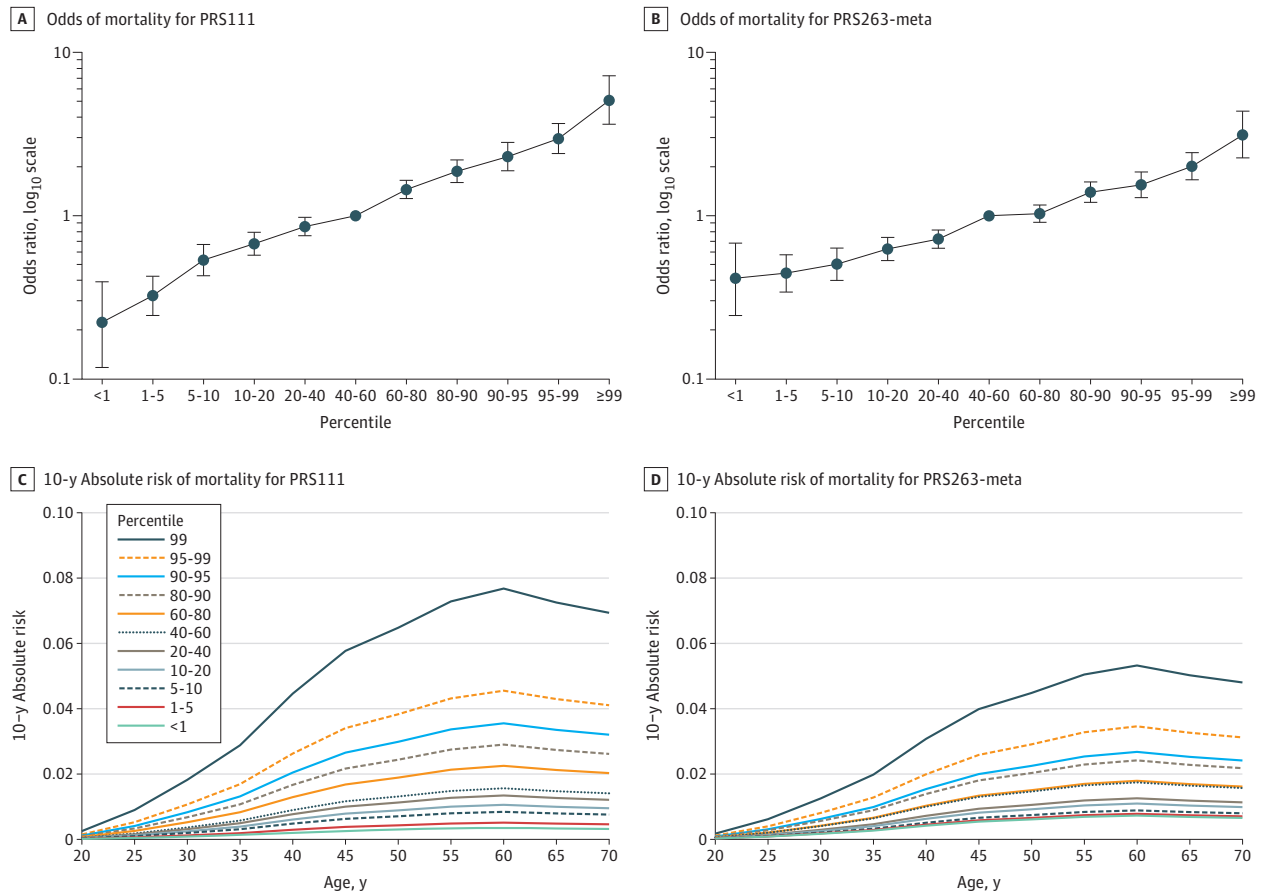 A Odds of mortality for PRS111
10
1
0.1
Odds ratio, log10 scale
<1 1-5 5-10 10-20 20-40 40-60 60-80 80-90 90-95 95-99 ≥99
Percentile
B Odds of mortality for PRS263-meta
10
1
0.1
Odds ratio, log10 scale
<1 1-5 5-10 10-20 20-40 40-60 60-80 80-90 90-95 95-99 ≥99
Percentile
C 10-y Absolute risk of mortality for PRS111
0.10
0.08
0.06
0.04
0.02
0
10–y Absolute risk
Percentile
99
95-99
90-95
80-90
60-80
40-60
20-40
10-20
5-10
1-5
<1
20 25 30 35 40 45 50 55 60 65 70
Age, y
D 10-y Absolute risk of mortality for PRS263-meta
0.10
0.08
0.06
0.04
0.02
0
10–y Absolute risk
20 25 30 35 40 45 50 55 60 65 70
Age, y